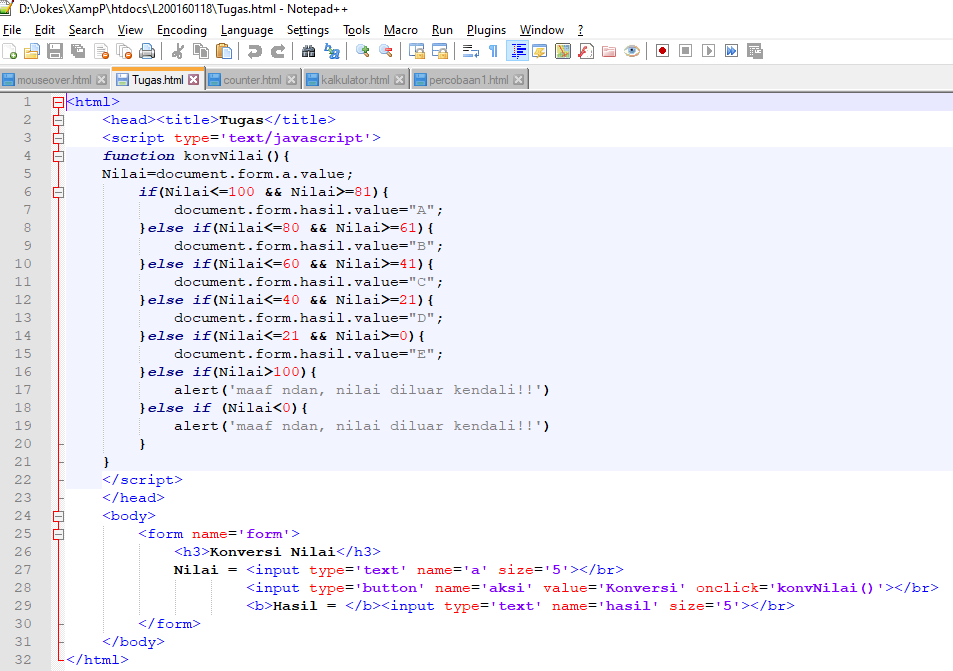 D:\Jokes\XampP\htdocs\L200160118\Tugas.html - Notepad++
File Edit Search View Encoding Language Settings Tools Macro Run Plugins Window ?
mouseover.html Tugas.html counter.html kalkulator.html percobaan1.html
1 <html>
2 <head><title>Tugas</title>
3 <script type='text/javascript'>
4 function konvNilai(){
5 Nilai=document.form.a.value;
6 if(Nilai<=100 && Nilai>=81){
7 document.form.hasil.value="A";
8 }else if(Nilai<=80 && Nilai>=61){
9 document.form.hasil.value="B";
10 }else if(Nilai<=60 && Nilai>=41){
11 document.form.hasil.value="C";
12 }else if(Nilai<=40 && Nilai>=21){
13 document.form.hasil.value="D";
14 }else if(Nilai<=21 && Nilai>=0){
15 document.form.hasil.value="E";
16 }else if(Nilai>100){
17 alert('maaf ndan, nilai diluar kendali!!')
18 }else if (Nilai<0){
19 alert('maaf ndan, nilai diluar kendali!!')
20 }
21 }
22 </script>
23 </head>
24 <body>
25 <form name='form'>
26 <h3>Konversi Nilai</h3>
27 Nilai = <input type='text' name='a' size='5'></br>
28 <input type='button' name='aksi' value='Konversi' onclick='konvNilai()'></br>
29 <b>Hasil = </b><input type='text' name='hasil' size='5'></br>
30 </form>
31 </body>
32 </html>